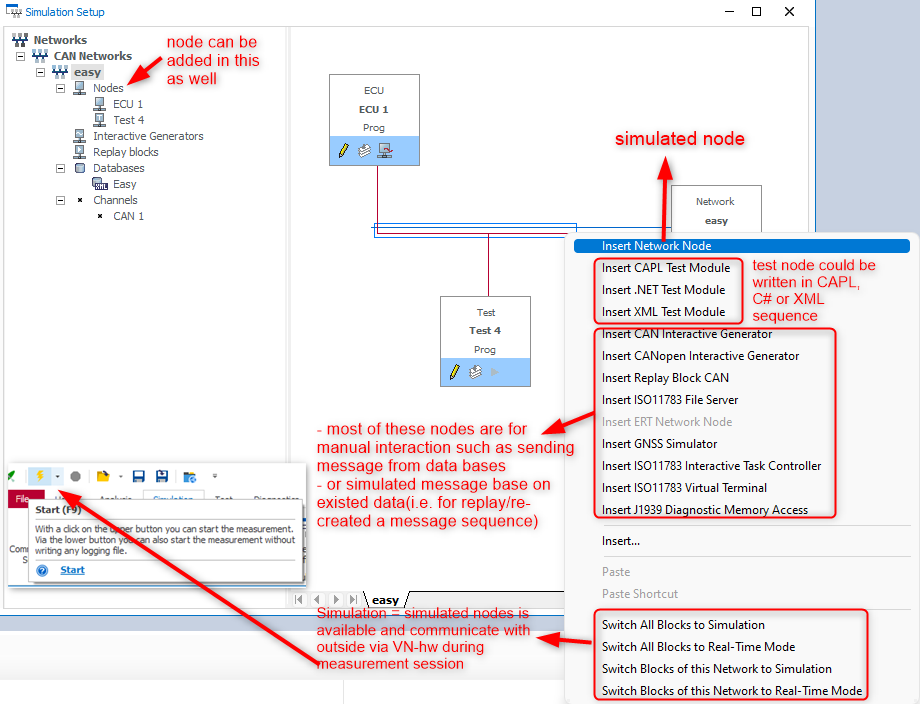 Simulation Setup
Networks
CAN Networks
easy
Nodes
ECU 1
Test 4
Interactive Generators
Replay blocks
Databases
Easy
Channels
CAN 1
node can be
added in this
as well
ECU
ECU 1
Prog
simulated node
Network
easy
Test
Test 4
Prog
Insert Network Node
Insert CAPL Test Module
Insert .NET Test Module
Insert XML Test Module
Insert CAN Interactive Generator
Insert CANopen Interactive Generator
Insert Replay Block CAN
Insert ISO11783 File Server
Insert ERT Network Node
Insert GNSS Simulator
Insert ISO11783 Interactive Task Controller
Insert ISO11783 Virtual Terminal
Insert J1939 Diagnostic Memory Access
Insert...
Paste
Paste Shortcut
Switch All Blocks to Simulation
Switch All Blocks to Real-Time Mode
Switch Blocks of this Network to Simulation
Switch Blocks of this Network to Real-Time Mode
test node could be
written in CAPL,
C# or XML
sequence
- most of these nodes are for
manual interaction such as sending
message from data bases
- or simulated message base on
existed data(i.e. for replay/re-
created a message sequence)
File
Analysis Simulation Test Diagnostics
Start (F9)
With a click on the upper button you can start the measurement.
Via the lower button you can also start the measurement without
writing any logging file.
Start
easy
Simulation = simulated nodes is
available and communicate with
outside via VN-hw during
measurement session